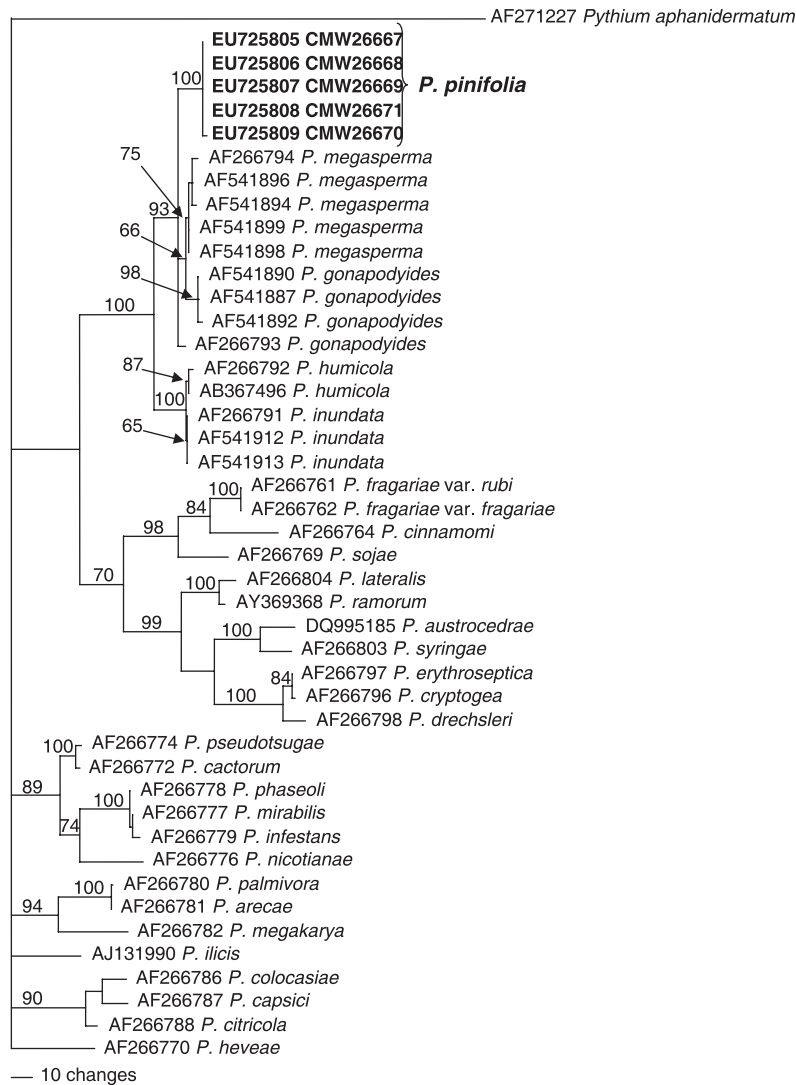 AF271227 Pythium aphanidermatum
EU725805 CMW26667
EU725806 CMW26668
100
EU725807 CMW26669
P. pinifolia
EU725808 CMW26671
EU725809 CMW26670
75
AF266794 P. megasperma
AF541896 P. megasperma
AF541894 P. megasperma
93
66
AF541899 P. megasperma
AF541898 P. megasperma
98
AF541890 P. gonapodyides
AF541887 P. gonapodyides
100
AF541892 P. gonapodyides
AF266793 P. gonapodyides
87
AF266792 P. humicola
AB367496 P. humicola
100
AF266791 P. inundata
65
AF541912 P. inundata
AF541913 P. inundata
100
AF266761 P. fragariae var. rubi
84
AF266762 P. fragariae var. fragariae
98
AF266764 P. cinnamomi
AF266769 P. sojae
70
100
AF266804 P. lateralis
AY369368 P. ramorum
99
100
DQ995185 P. austrocedrae
AF266803 P. syringae
84
AF266797 P. erythroseptica
100
AF266796 P. cryptogea
AF266798 P. drechsleri
100
AF266774 P. pseudotsugae
AF266772 P. cactorum
89
100
AF266778 P. phaseoli
AF266777 P. mirabilis
74
AF266779 P. infestans
AF266776 P. nicotianae
100
AF266780 P. palmivora
94
AF266781 P. arecae
AF266782 P. megakarya
AJ131990 P. ilicis
AF266786 P. colocasiae
90
AF266787 P. capsici
AF266788 P. citricola
AF266770 P. heveae
10 changes